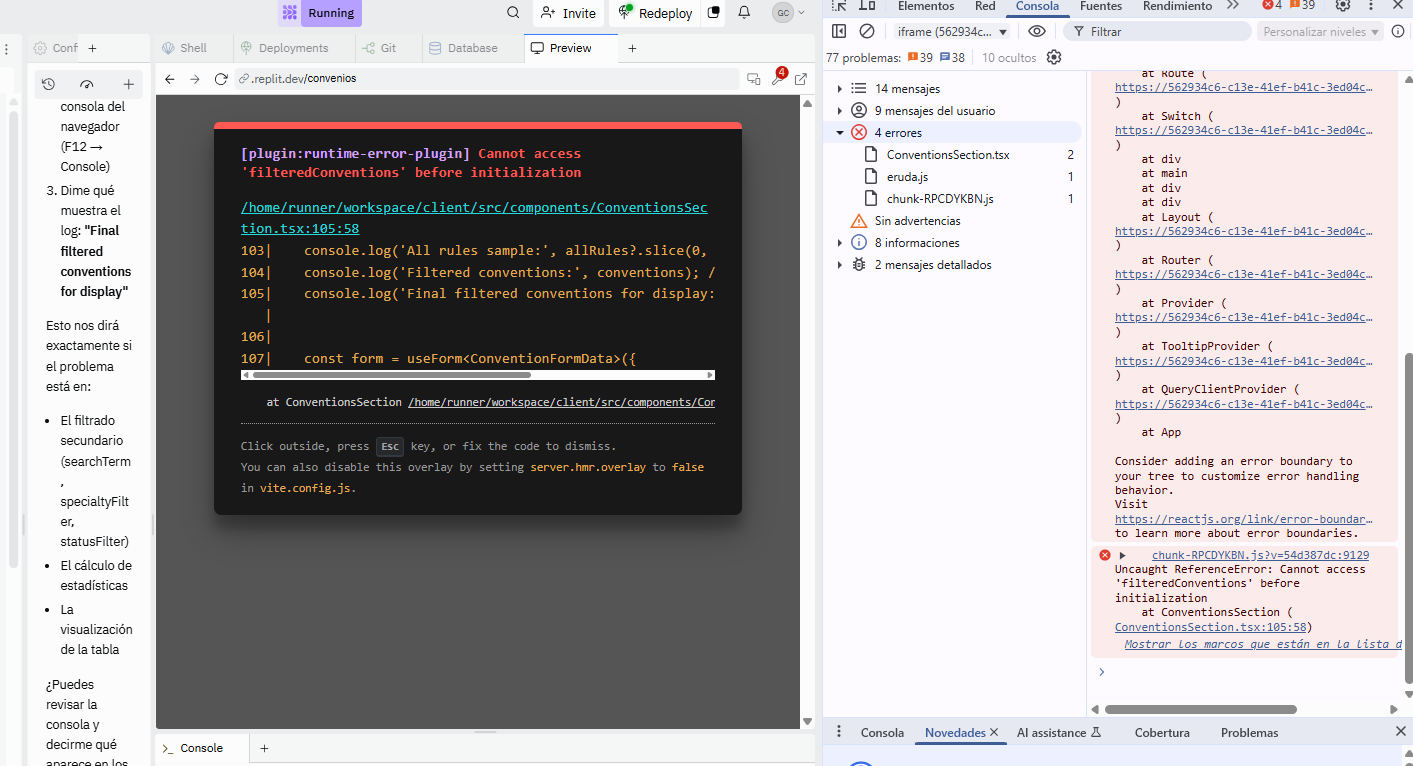 Running
Invite
Redeploy
GC
Conf
Shell
Deployments
Git
Database
Preview
.replit.dev/convenios
4
consola del
navegador
(F12 →
Console)
3. Dime qué
muestra el
log: "Final
filtered
conventions
for display"
Esto nos dirá
exactamente si
el problema
está en:
El filtrado
secundario
(searchTerm
,
specialtyFilt
er,
statusFilter)
El cálculo de
estadísticas
La
visualización
de la tabla
¿Puedes
revisar la
consola y
decirme qué
aparece en los
[plugin:runtime-error-plugin] Cannot access
'filteredConventions' before initialization
/home/runner/workspace/client/src/components/ConventionsSec
tion.tsx:105:58
103| console.log('All rules sample:', allRules?.slice(0,
104| console.log('Filtered conventions:', conventions); /
105| console.log('Final filtered conventions for display:
|
106|
107| const form = useForm<ConventionFormData>({
at ConventionsSection /home/runner/workspace/client/src/components/Con
Click outside, press Esc key, or fix the code to dismiss.
You can also disable this overlay by setting server.hmr.overlay to false
in vite.config.js.
Console
Elementos
Red
Consola
Fuentes
Rendimiento
4
39
iframe (562934c...
Filtrar
Personalizar niveles
77 problemas: 39 38
10 ocultos
14 mensajes
9 mensajes del usuario
4 errores
ConventionsSection.tsx 2
eruda.js 1
chunk-RPCDYKBN.js 1
Sin advertencias
8 informaciones
2 mensajes detallados
at Route (
https://562934c6-c13e-41ef-b41c-3ed04c…
)
at Switch (
https://562934c6-c13e-41ef-b41c-3ed04c…
)
at div
at main
at div
at div
at Layout (
https://562934c6-c13e-41ef-b41c-3ed04c…
)
at Router (
https://562934c6-c13e-41ef-b41c-3ed04c…
)
at Provider (
https://562934c6-c13e-41ef-b41c-3ed04c…
)
at TooltipProvider (
https://562934c6-c13e-41ef-b41c-3ed04c…
)
at QueryClientProvider (
https://562934c6-c13e-41ef-b41c-3ed04c…
)
at App
Consider adding an error boundary to
your tree to customize error handling
behavior.
Visit
https://reactjs.org/link/error-boundar…
to learn more about error boundaries.
chunk-RPCDYKBN.js?v=54d387dc:9129
Uncaught ReferenceError: Cannot access
'filteredConventions' before
initialization
at ConventionsSection (
ConventionsSection.tsx:105:58)
Mostrar los marcos que están en la lista d
Consola
Novedades
AI assistance
Cobertura
Problemas